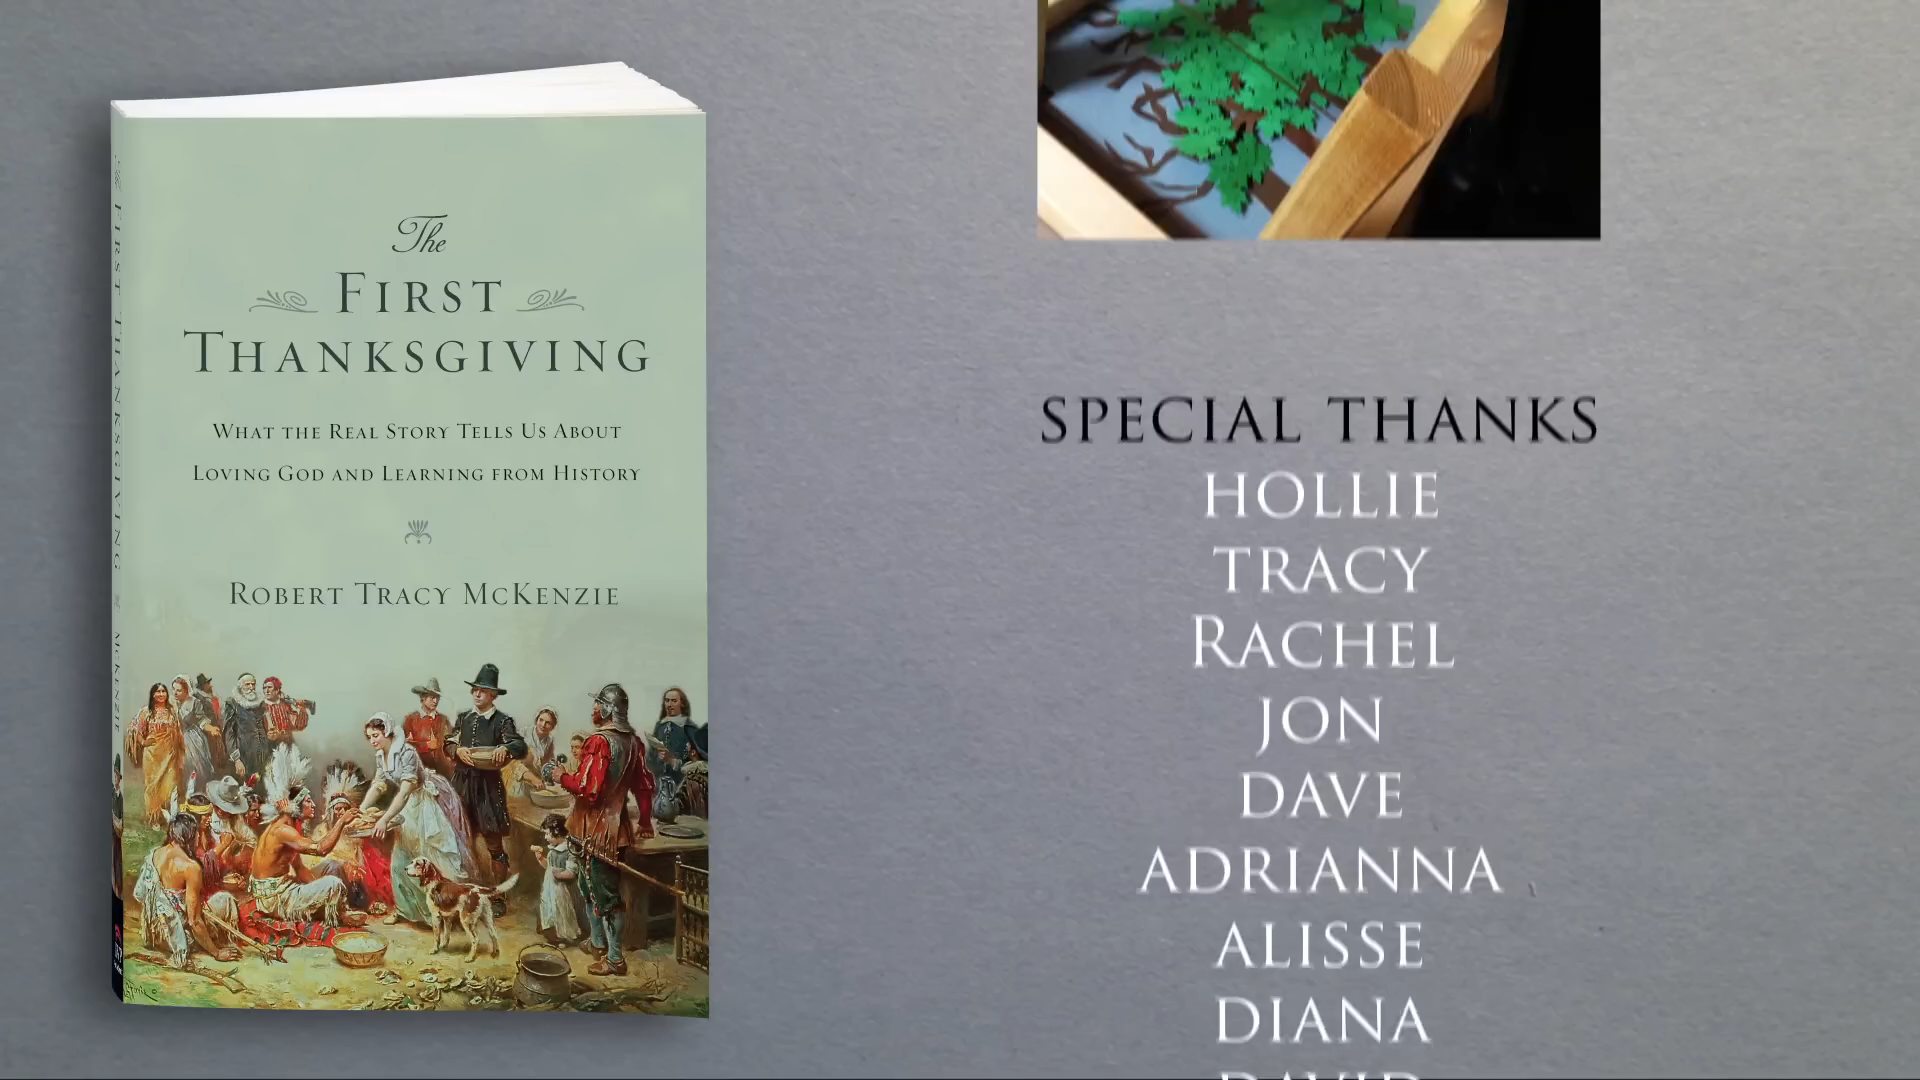 The
FIRST
THANKSGIVING
WHAT THE REAL STORY TELLS US ABOUT
LOVING GOD AND LEARNING FROM HISTORY
ROBERT TRACY MCKENZIE
FIRST THANKSGIVING MCKENZIE
SPECIAL THANKS
HOLLIE
TRACY
RACHEL
JON
DAVE
ADRIANNA
ALISSE
DIANA
DAVID